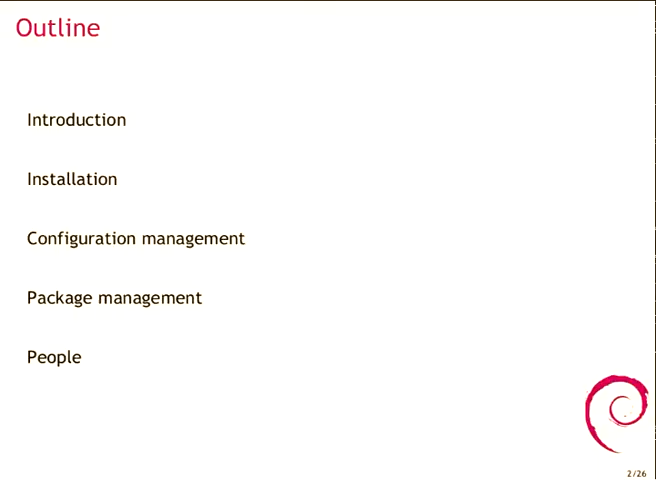 Outline
Introduction
Installation
Configuration management
Package management
People
2/26